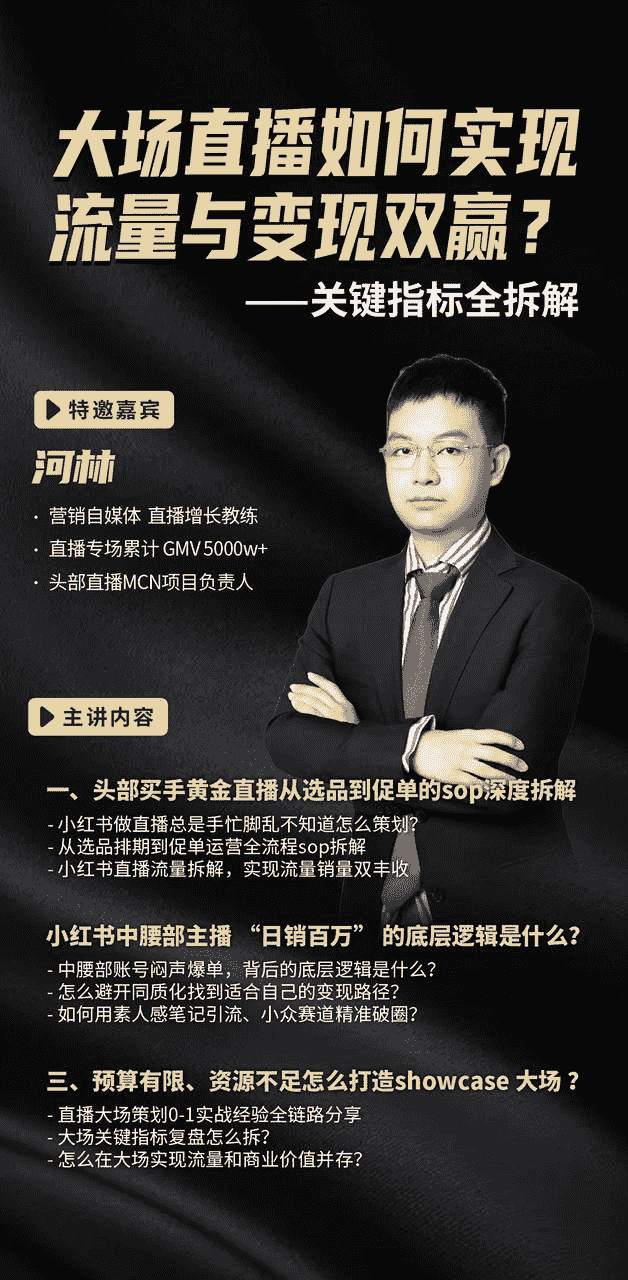 大场直播如何实现
流量与变现双赢？
——关键指标全拆解
特邀嘉宾
河林
· 营销自媒体 直播增长教练
· 直播专场累计 GMV 5000w+
· 头部直播MCN项目负责人
主讲内容
一、头部买手黄金直播从选品到促单的sop深度拆解
- 小红书做直播总是手忙脚乱不知道怎么策划？
- 从选品排期到促单运营全流程sop拆解
- 小红书直播流量拆解，实现流量销量双丰收
小红书中腰部主播 “日销百万” 的底层逻辑是什么？
- 中腰部账号闷声爆单，背后的底层逻辑是什么？
- 怎么避开同质化找到适合自己的变现路径？
- 如何用素人感笔记引流、小众赛道精准破圈？
三、预算有限、资源不足怎么打造showcase 大场 ？
- 直播大场策划0-1实战经验全链路分享
- 大场关键指标复盘怎么拆？
- 怎么在大场实现流量和商业价值并存？